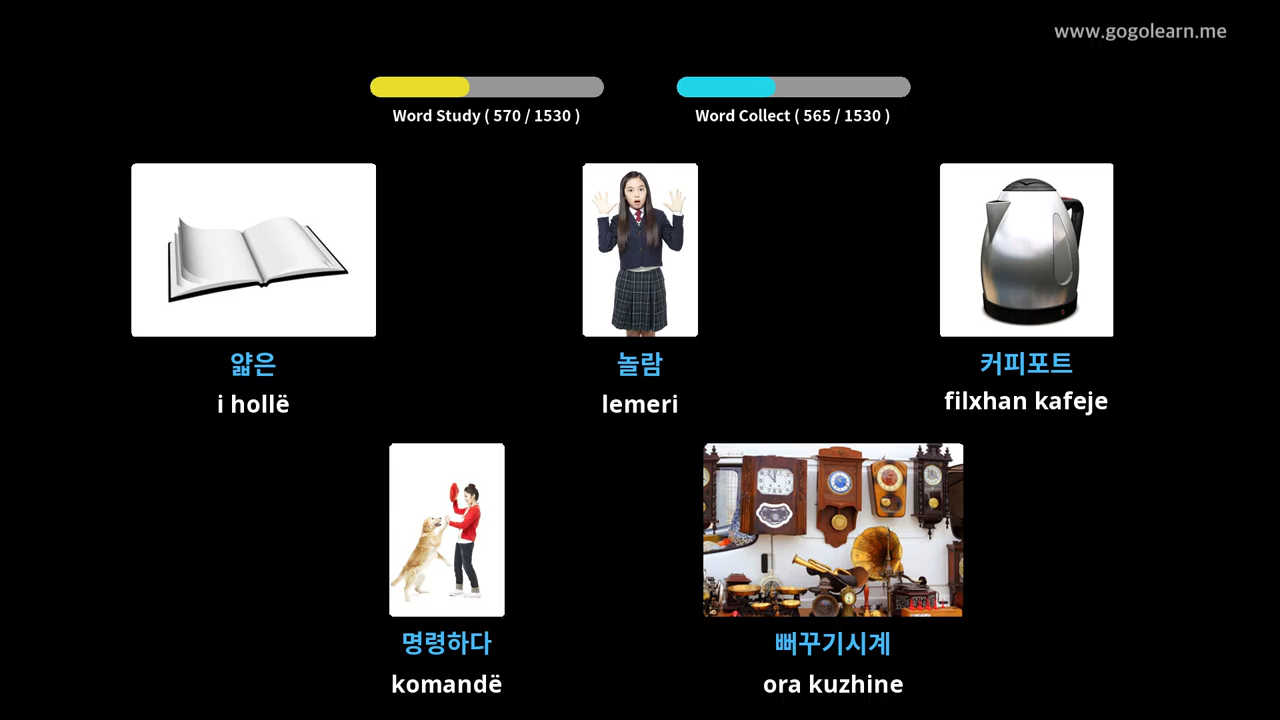 www.gogolearn.me
Word Study ( 570 / 1530 )
Word Collect ( 565 / 1530 )
얇은
i hollë
놀람
lemeri
커피포트
filxhan kafeje
명령하다
komandë
뻐꾸기시계
ora kuzhine